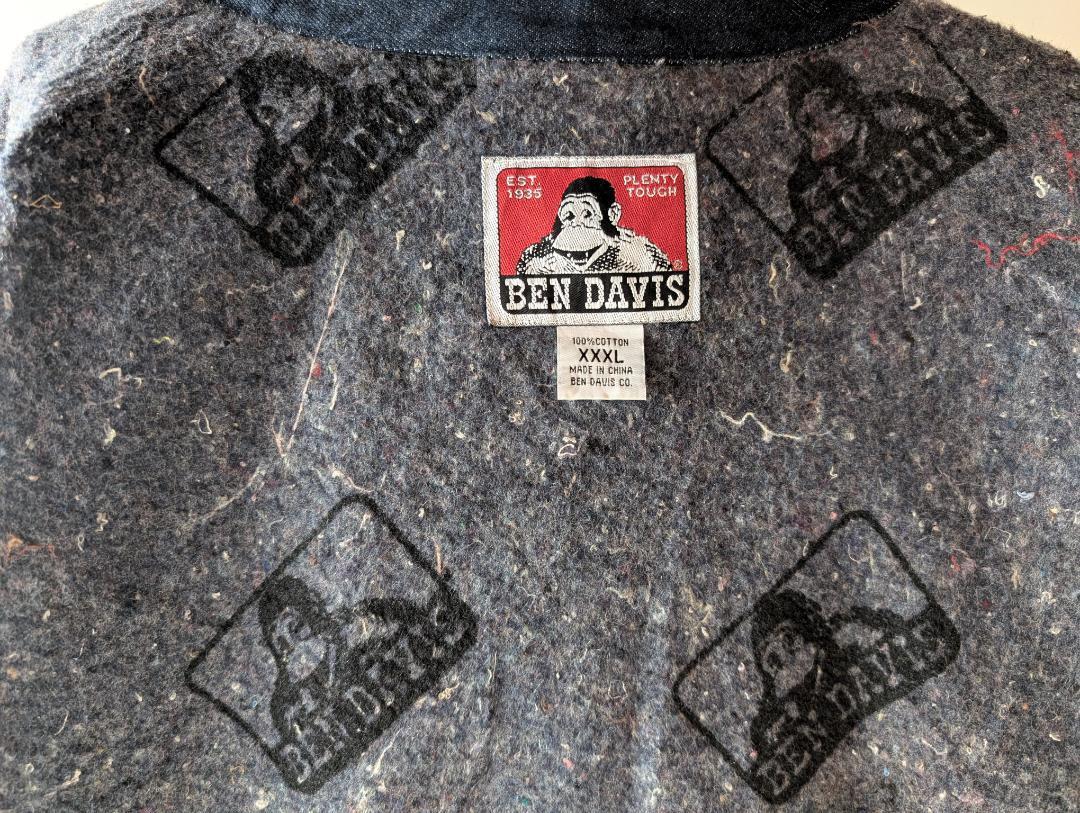 BEN DAVIS
BEN DAVIS
EST. 1935
PLENTY TOUGH
®
BEN DAVIS
100% COTTON
XXXL
MADE IN CHINA
BEN DAVIS CO.
BEN DAVIS
BEN DAVIS